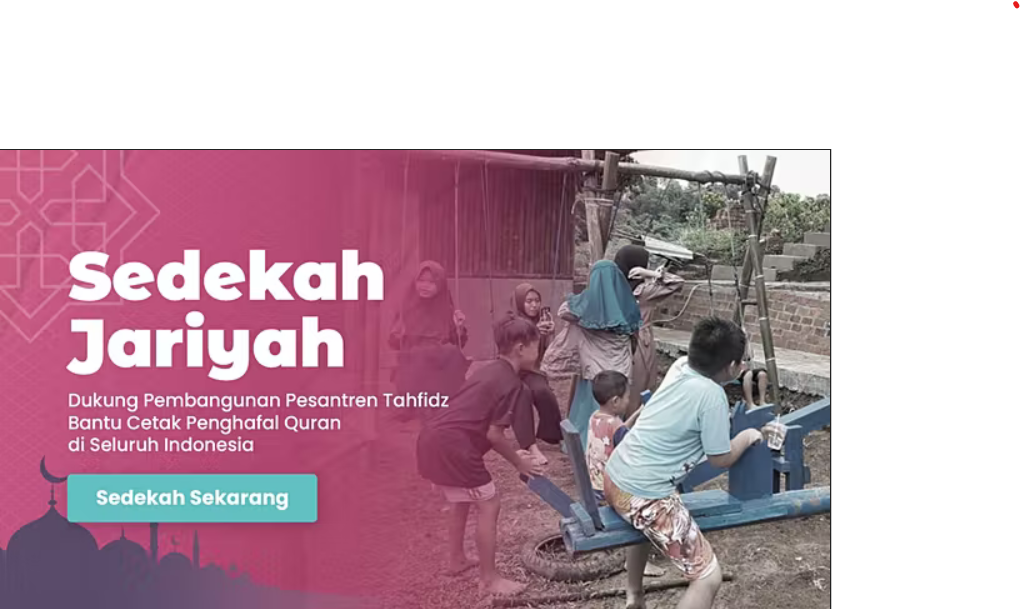 Sedekah
Jariyah
Dukung Pembangunan Pesantren Tahfidz
Bantu Cetak Penghafal Quran
di Seluruh Indonesia
Sedekah Sekarang